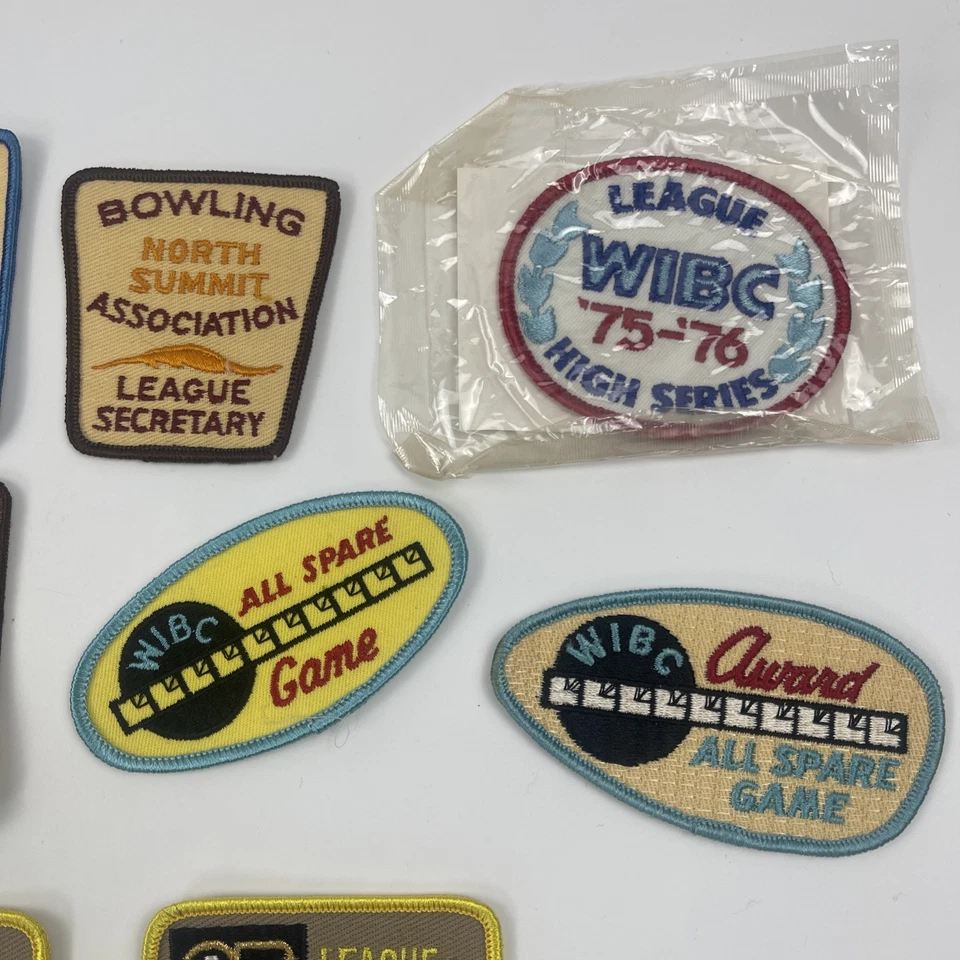 BOWLING
NORTH
SUMMIT
ASSOCIATION
LEAGUE
SECRETARY
LEAGUE
WIBC
'75-'76
HIGH SERIES
ALL SPARE
WIBC
Game
WIBC
Award
ALL SPARE
GAME
LEAGUE